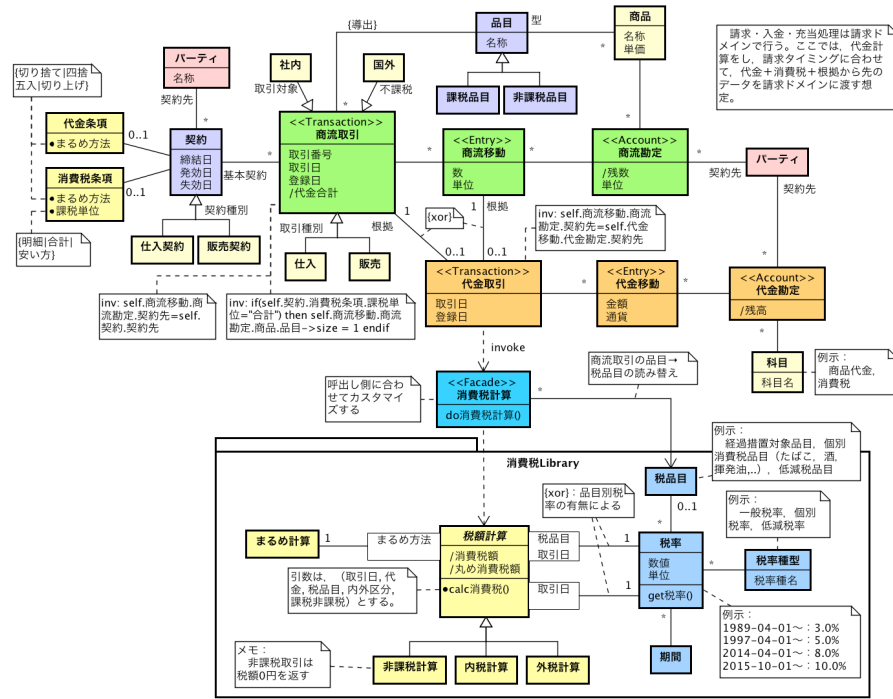 品目
名称
型
商品
名称
単価
{導出}
請求・入金・充当処理は請求ド
メインで行う。ここでは、代金計
算をし，請求タイミングに合わせ
て，代金＋消費税＋根拠から先の
データを請求ドメインに渡す想
定。
パーティ
名称
契約先
*
社内
取引対象
国外
不課税
*
課税品目
非課税品目
*
*
{切り捨て|四捨
五入|切り上げ}
代金条項
●まるめ方法
0..1
消費税条項
●まるめ方法
●課税単位
0..1
{明細|合計|
安い方}
契約
締結日
発効日
失効日
*
基本契約
契約種別
仕入契約
販売契約
<<Transaction>>
商流取引
取引番号
取引日
登録日
/代金合計
取引種別
仕入
販売
*
<<Entry>>
商流移動
数
単位
*
<<Account>>
商流勘定
/残数
単位
*
契約先
パーティ
契約先
*
根拠
1
{xor}
1
根拠
0..1
0..1
inv: self.商流移動.商流
勘定.契約先=self.代金
移動.代金勘定.契約先
inv: self.商流移動.商
流勘定.契約先=self.
契約.契約先
inv: if(self.契約.消費税条項.課税単
位="合計") then self.商流移動.商流
勘定.商品.品目->size = 1 endif
<<Transaction>>
代金取引
取引日
登録日
*
<<Entry>>
代金移動
金額
通貨
*
<<Account>>
代金勘定
/残高
*
科目
科目名
例示：
商品代金,
消費税
invoke
呼出し側に合わ
せてカスタマイ
ズする
<<Facade>>
消費税計算
do消費税計算()
*
商流取引の品目→
税品目の読み替え
例示：
経過措置対象品目，個別
消費税品目（たばこ，酒，
揮発油,..），低減税品目
消費税Library
税品目
0..1
*
{xor}：品目別税
率の有無による
例示：
一般税率，個別
税率，低減税率
まるめ計算
1
まるめ方法
税額計算
/消費税額
/丸め消費税額
●calc消費税()
税品目
取引日
1
取引日
1
税率
数値
単位
get税率()
*
税率種型
税率種名
引数は，（取引日, 代
金, 税品目, 内外区分,
課税非課税）とする。
*
期間
例示：
1989-04-01～：3.0%
1997-04-01～：5.0%
2014-04-01～：8.0%
2015-10-01～：10.0%
メモ：
非課税取引は
税額0円を返す
非課税計算
内税計算
外税計算